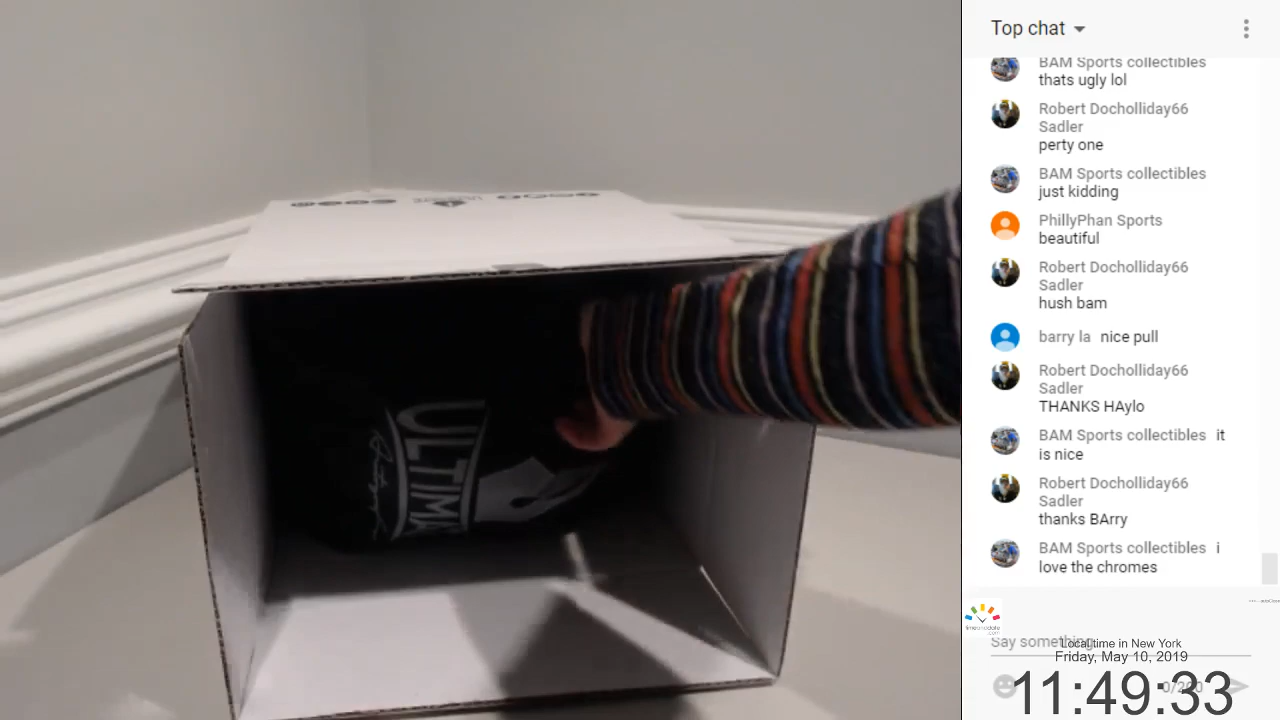 ULTIMA
Top chat
BAM Sports collectibles
thats ugly lol
Robert Docholliday66
Sadler
perty one
BAM Sports collectibles
just kidding
PhillyPhan Sports
beautiful
Robert Docholliday66
Sadler
hush bam
barry la nice pull
Robert Docholliday66
Sadler
THANKS HAylo
BAM Sports collectibles it
is nice
Robert Docholliday66
Sadler
thanks BArry
BAM Sports collectibles i
love the chromes
Say something...
Local time in New York
Friday, May 10, 2019
11:49:33